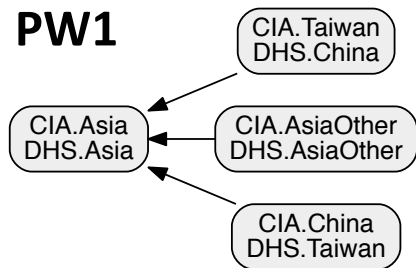 PW1
CIA.Taiwan
DHS.China
CIA.Asia
DHS.Asia
CIA.AsiaOther
DHS.AsiaOther
CIA.China
DHS.Taiwan